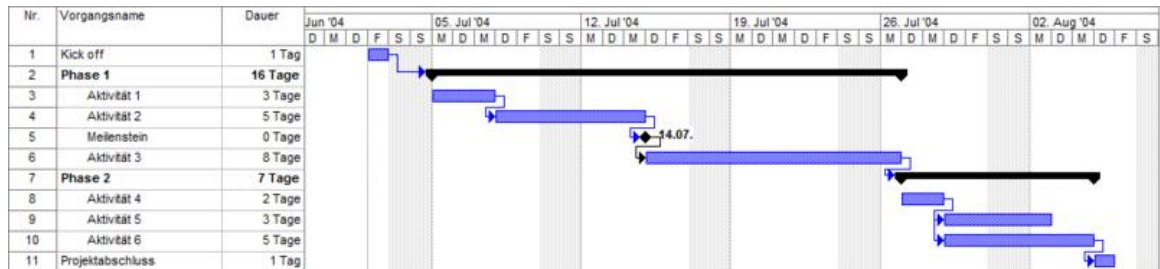 Nr. Vorgangsname Dauer Jun '04 05. Jul '04 12. Jul '04 19. Jul '04 26. Jul '04 02. Aug '04
D M D F S S M D M D F S S M D M D F S S M D M D F S S M D M D F S S M D M D F S
1 Kick off 1 Tag
2 Phase 1 16 Tage
3 Aktivität 1 3 Tage
4 Aktivität 2 5 Tage
5 Meilenstein 0 Tage 14.07.
6 Aktivität 3 8 Tage
7 Phase 2 7 Tage
8 Aktivität 4 2 Tage
9 Aktivität 5 3 Tage
10 Aktivität 6 5 Tage
11 Projektabschluss 1 Tag